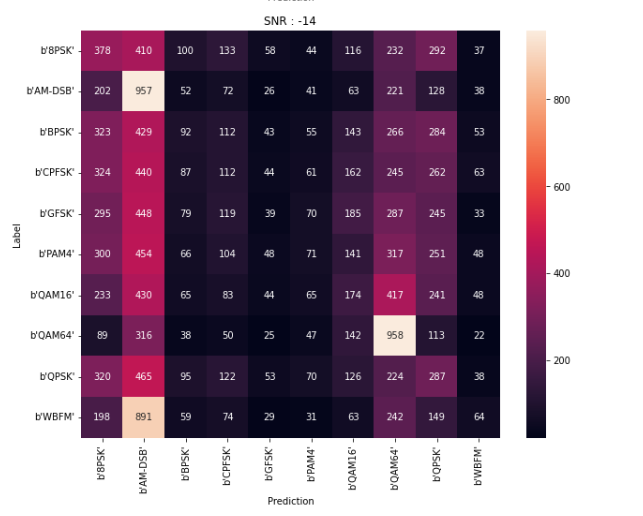 Prediction
SNR : -14
b'8PSK' 378 410 100 133 58 44 116 232 292 37
b'AM-DSB' 202 957 52 72 26 41 63 221 128 38
b'BPSK' 323 429 92 112 43 55 143 266 284 53
b'CPFSK' 324 440 87 112 44 61 162 245 262 63
b'GFSK' 295 448 79 119 39 70 185 287 245 33
b'PAM4' 300 454 66 104 48 71 141 317 251 48
b'QAM16' 233 430 65 83 44 65 174 417 241 48
b'QAM64' 89 316 38 50 25 47 142 958 113 22
b'QPSK' 320 465 95 122 53 70 126 224 287 38
b'WBFM' 198 891 59 74 29 31 63 242 149 64
Label
b'8PSK' b'AM-DSB' b'BPSK' b'CPFSK' b'GFSK' b'PAM4' b'QAM16' b'QAM64' b'QPSK' b'WBFM'
Prediction
800
600
400
200